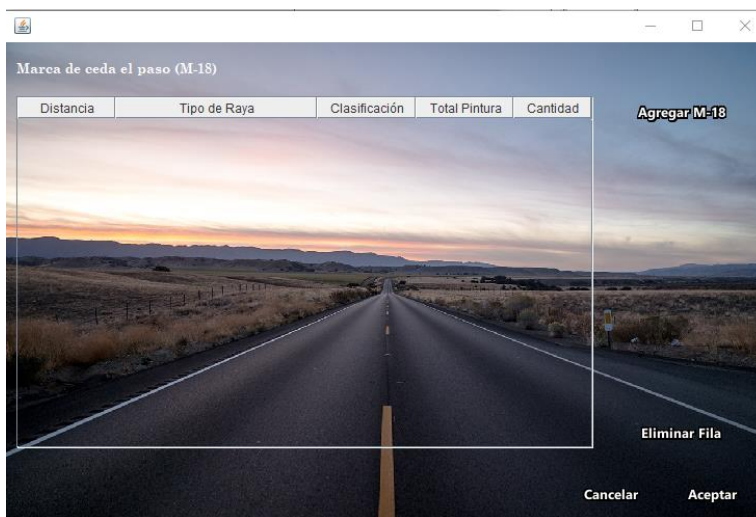 Marca de ceda el paso (M-18)
Distancia Tipo de Raya Clasificación Total Pintura Cantidad
Agregar M-18
Eliminar Fila
Cancelar Aceptar